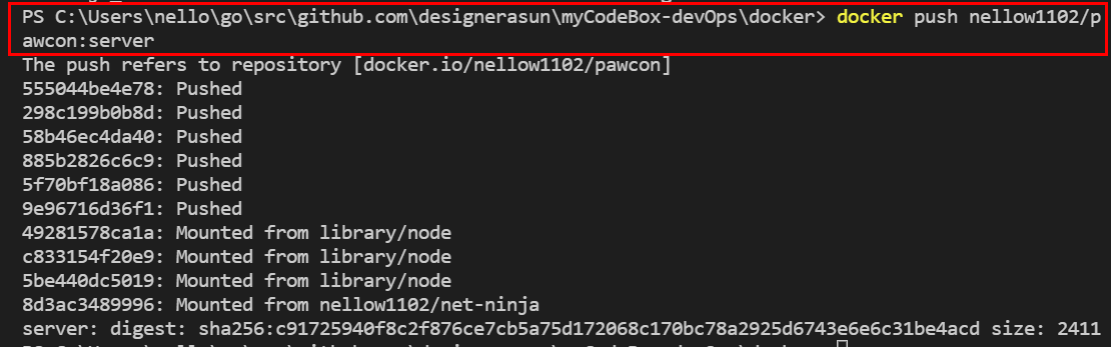 PS C:\Users\nello\go\src\github.com\designerasun\myCodeBox-devOps\docker> docker push nellow1102/p
awcon:server
The push refers to repository [docker.io/nellow1102/pawcon]
555044be4e78: Pushed
298c199b0b8d: Pushed
58b46ec4da40: Pushed
885b2826c6c9: Pushed
5f70bf18a086: Pushed
9e96716d36f1: Pushed
49281578ca1a: Mounted from library/node
c833154f20e9: Mounted from library/node
5be440dc5019: Mounted from library/node
8d3ac3489996: Mounted from nellow1102/net-ninja
server: digest: sha256:c91725940f8c2f876ce7cb5a75d172068c170bc78a2925d6743e6e6c31be4acd size: 2411